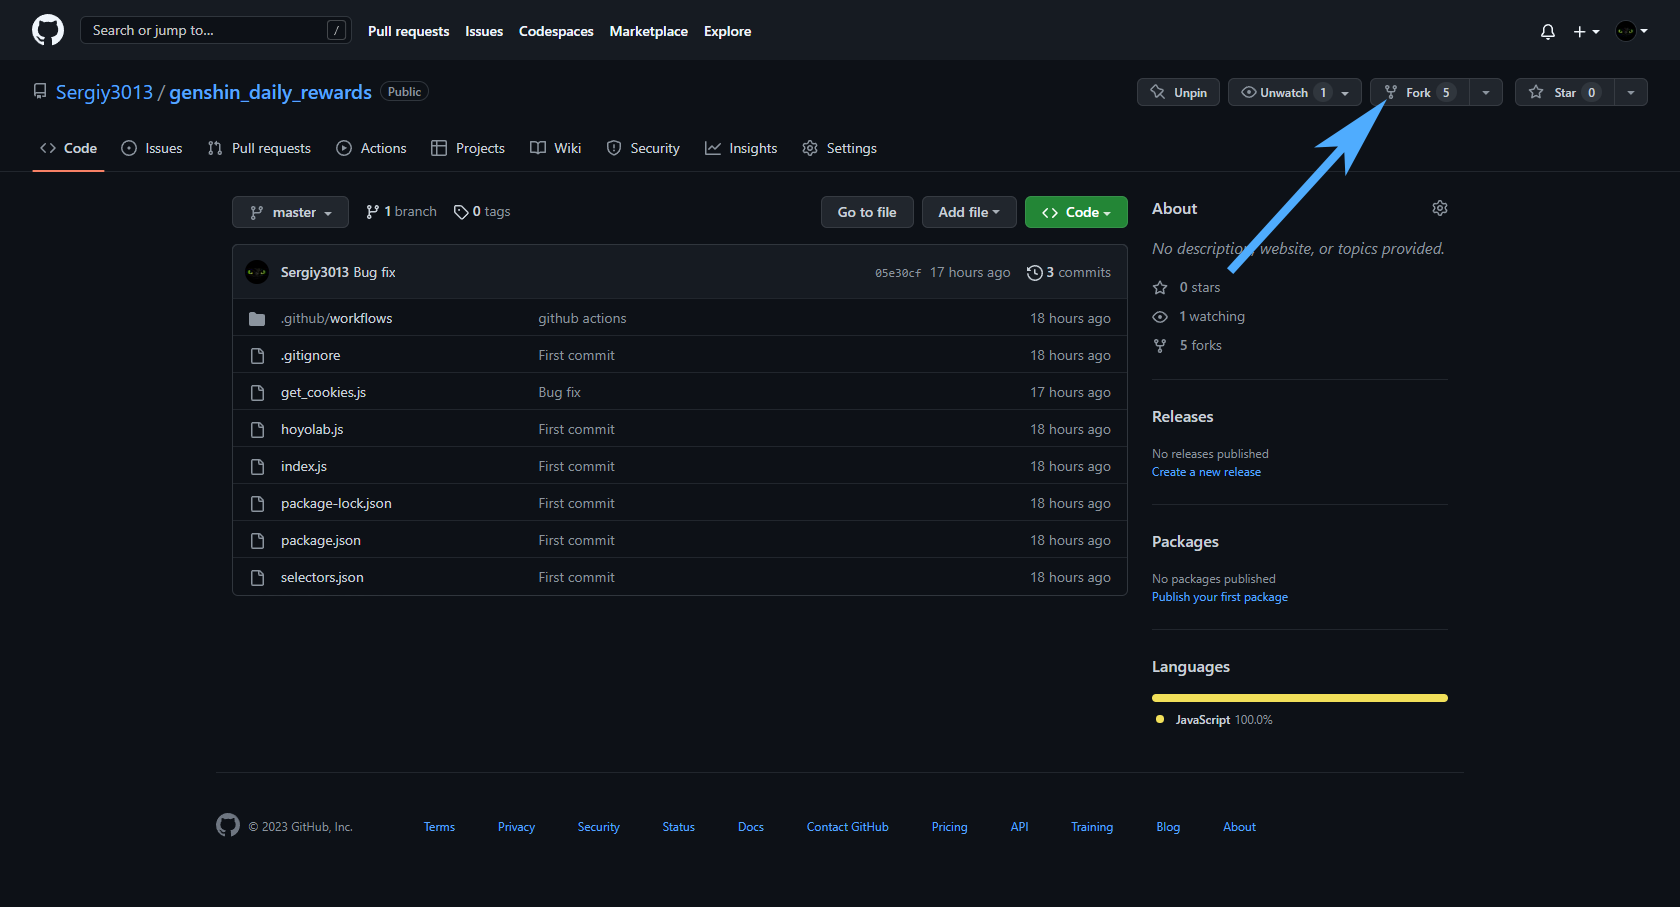 Search or jump to... / Pull requests Issues Codespaces Marketplace Explore
Sergiy3013 / genshin_daily_rewards Public Unpin Unwatch 1 Fork 5 Star 0
Code Issues Pull requests Actions Projects Wiki Security Insights Settings
master 1 branch 0 tags Go to file Add file Code
About
No description, website, or topics provided.
Sergiy3013 Bug fix 05e30cf 17 hours ago 3 commits
0 stars
1 watching
5 forks
.github/workflows github actions 18 hours ago
.gitignore First commit 18 hours ago
get_cookies.js Bug fix 17 hours ago
hoyolab.js First commit 18 hours ago
index.js First commit 18 hours ago
package-lock.json First commit 18 hours ago
package.json First commit 18 hours ago
selectors.json First commit 18 hours ago
Releases
No releases published
Create a new release
Packages
No packages published
Publish your first package
Languages
JavaScript 100.0%
© 2023 GitHub, Inc. Terms Privacy Security Status Docs Contact GitHub Pricing API Training Blog About